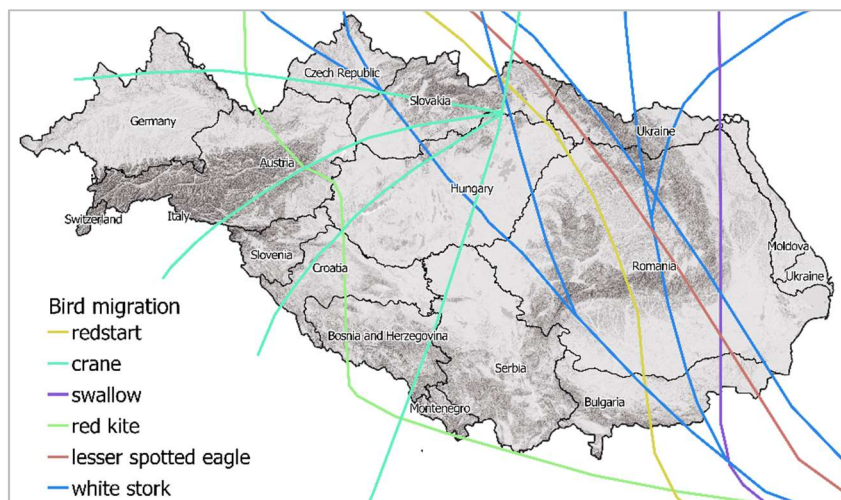 Czech Republic
Slovakia
Germany
Ukraine
Austria
Hungary
Switzerland
Italy
Moldova
Slovenia
Croatia
Romania
Ukraine
Bird migration
redstart
Bosnia and Herzegovina
crane
Serbia
swallow
Bulgaria
Montenegro
red kite
lesser spotted eagle
white stork